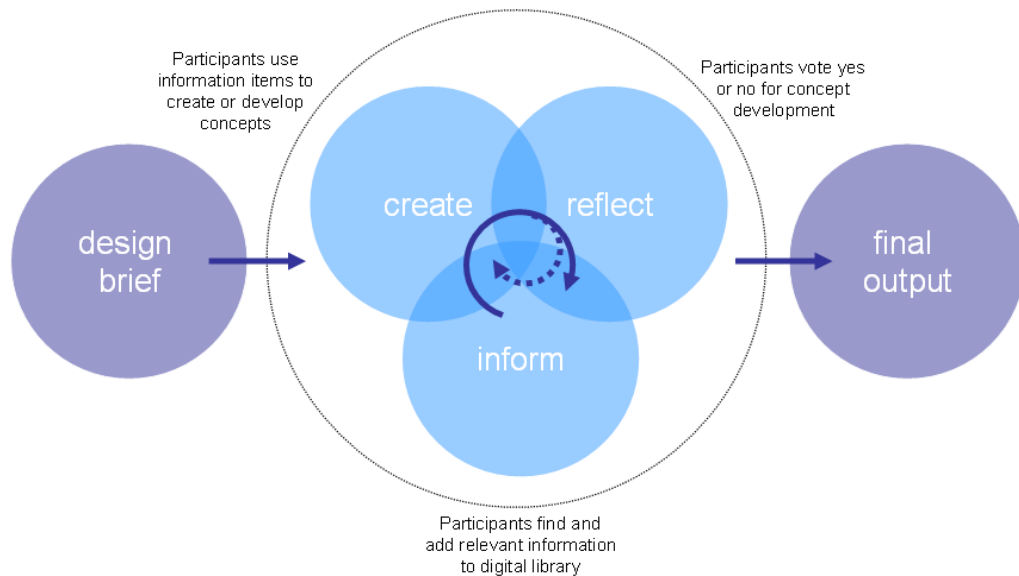 Participants use
information items to
create or develop
concepts
Participants vote yes
or no for concept
development
design
brief
create
reflect
inform
final
output
Participants find and
add relevant information
to digital library